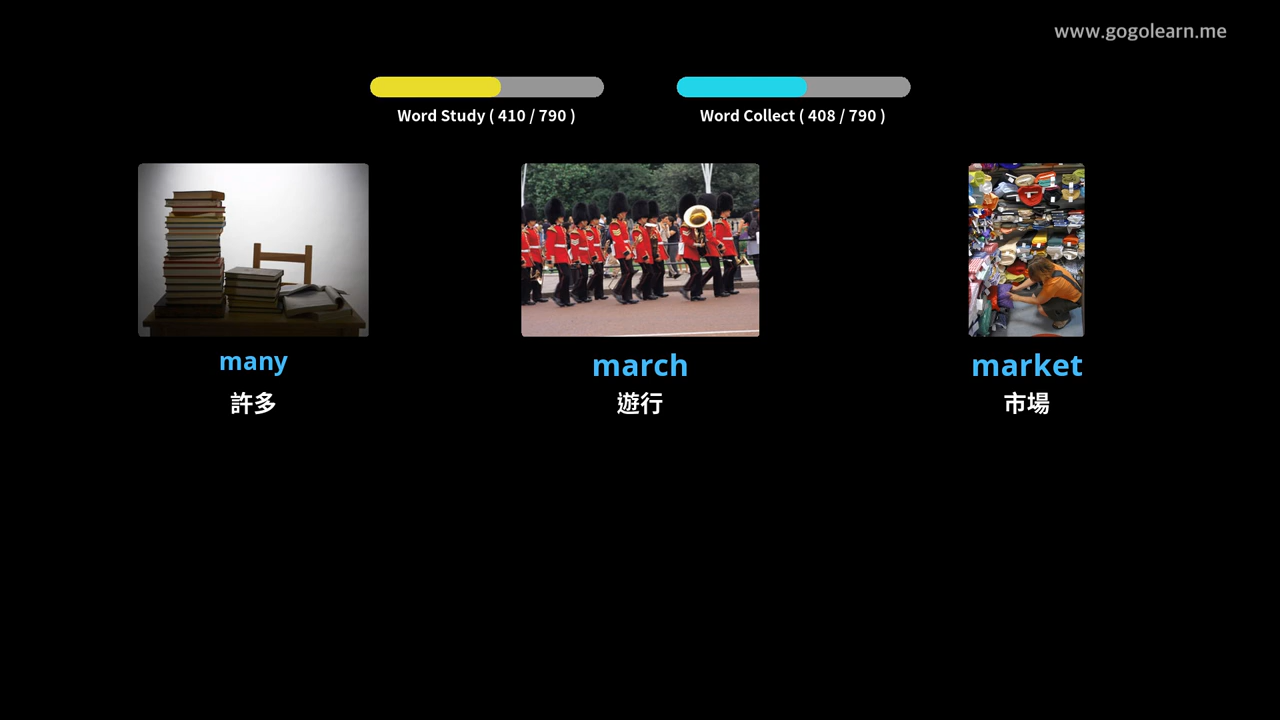 www.gogolearn.me
Word Study ( 410 / 790 )
Word Collect ( 408 / 790 )
many
march
market
許多
遊行
市場